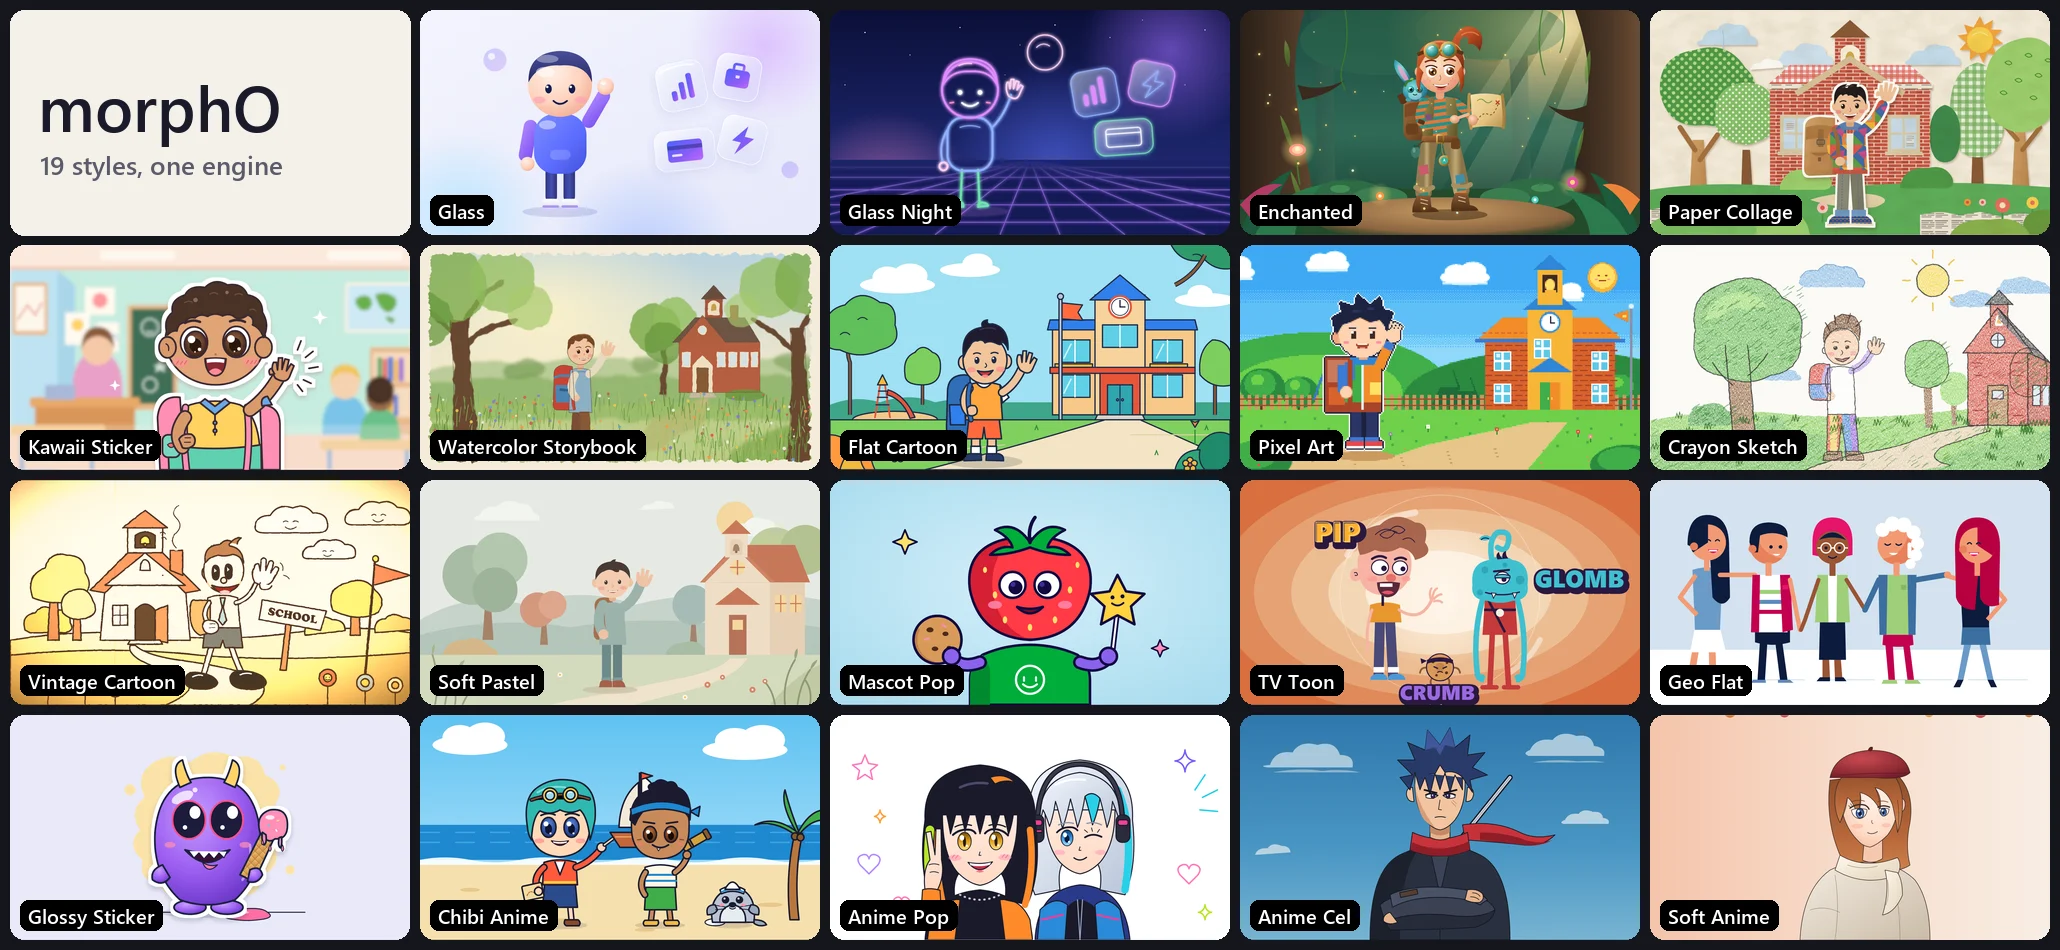 morphO
19 styles, one engine
Glass
Glass Night
Enchanted
Paper Collage
Kawaii Sticker
Watercolor Storybook
Flat Cartoon
Pixel Art
Crayon Sketch
SCHOOL
Vintage Cartoon
Soft Pastel
Mascot Pop
PIP
GLOMB
CRUMB
TV Toon
Geo Flat
Glossy Sticker
Chibi Anime
Anime Pop
Anime Cel
Soft Anime